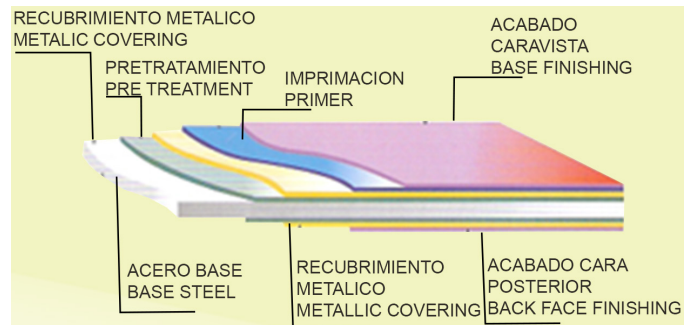 RECUBRIMIENTO METALICO
METALIC COVERING
PRETRATAMIENTO
PRE TREATMENT
IMPRIMACION
PRIMER
ACABADO
CARAVISTA
BASE FINISHING
ACERO BASE
BASE STEEL
RECUBRIMIENTO
METALICO
METALLIC COVERING
ACABADO CARA
POSTERIOR
BACK FACE FINISHING